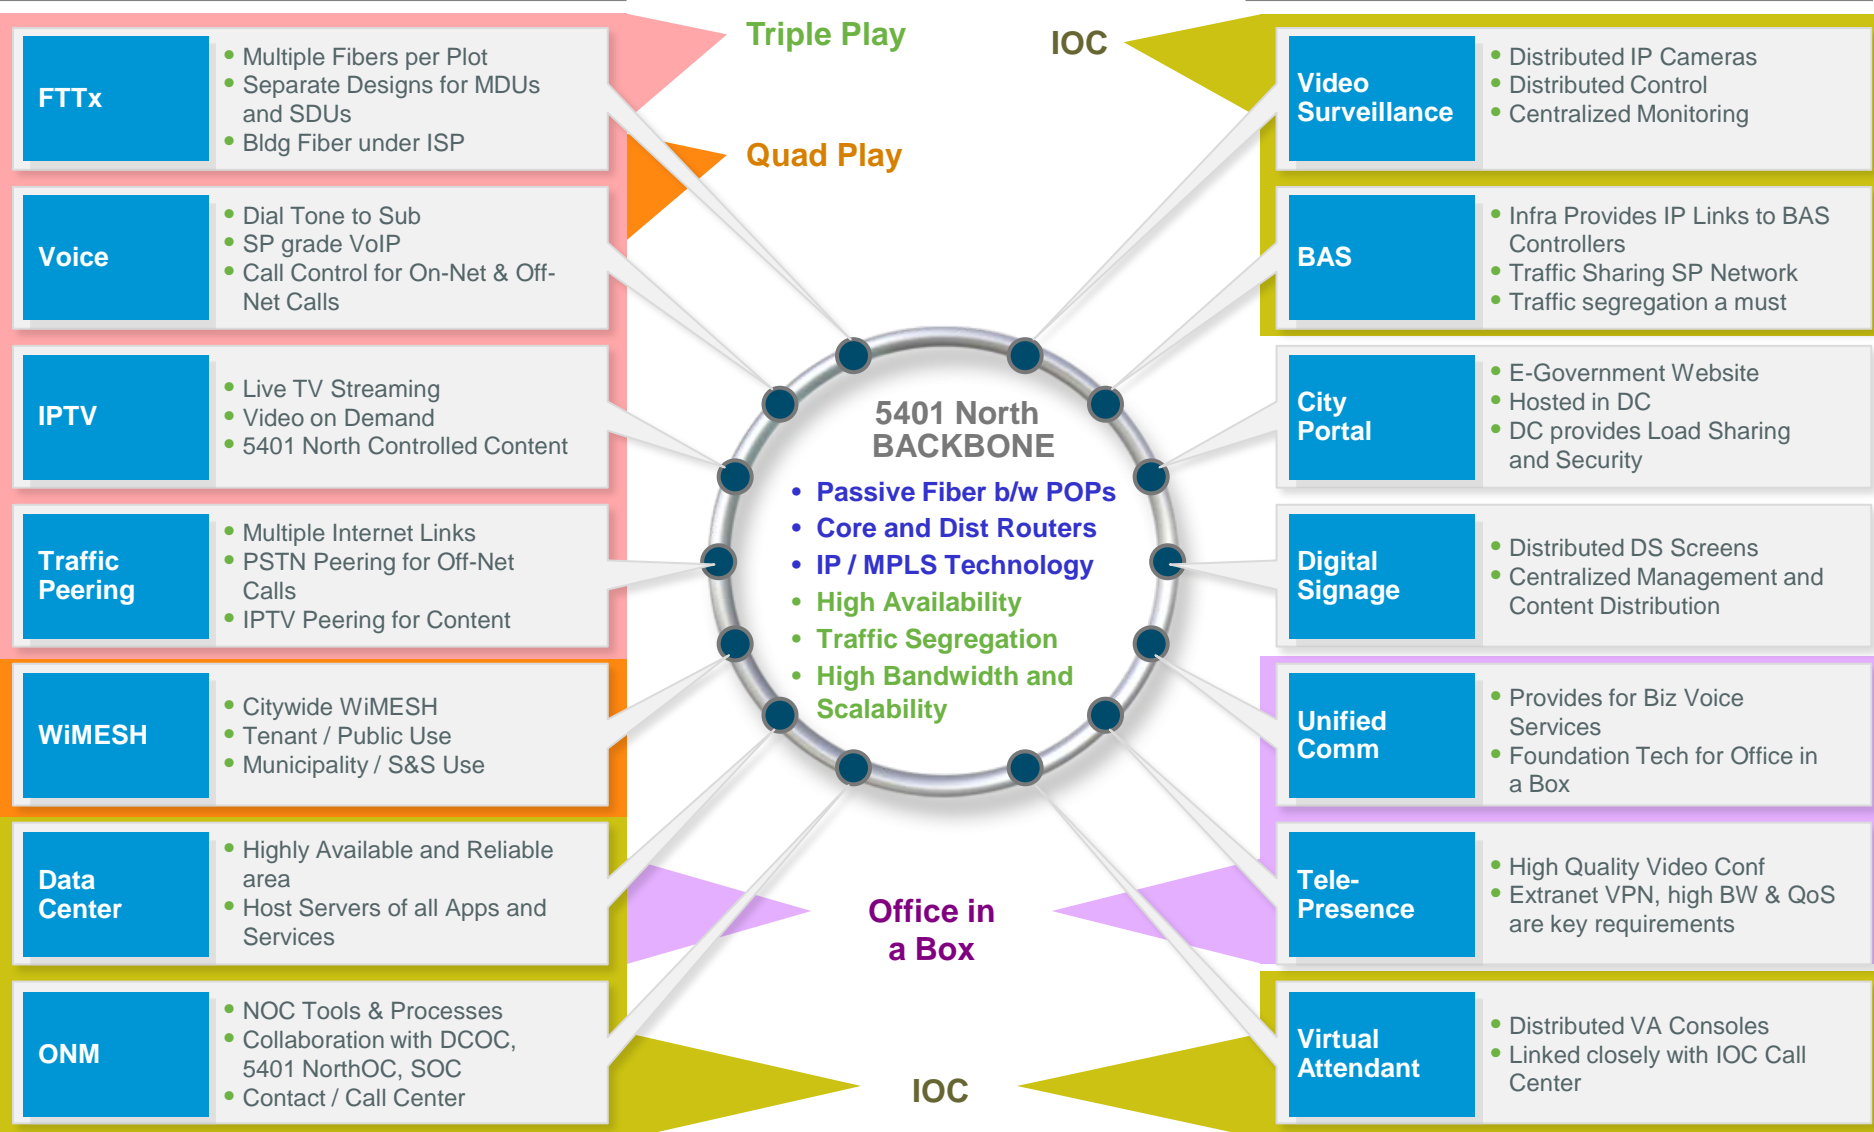 Triple Play
IOC
Quad Play
FTTx
• Multiple Fibers per Plot
• Separate Designs for MDUs
and SDUs
• Bldg Fiber under ISP
Voice
• Dial Tone to Sub
• SP grade VoIP
• Call Control for On-Net & Off-
Net Calls
IPTV
• Live TV Streaming
• Video on Demand
• 5401 North Controlled Content
Traffic
Peering
• Multiple Internet Links
• PSTN Peering for Off-Net
Calls
• IPTV Peering for Content
WiMESH
• Citywide WiMESH
• Tenant / Public Use
• Municipality / S&S Use
Data
Center
• Highly Available and Reliable
area
• Host Servers of all Apps and
Services
ONM
• NOC Tools & Processes
• Collaboration with DCOC,
5401 NorthOC, SOC
• Contact / Call Center
5401 North
BACKBONE
• Passive Fiber b/w POPs
• Core and Dist Routers
• IP / MPLS Technology
• High Availability
• Traffic Segregation
• High Bandwidth and
Scalability
Office in
a Box
IOC
Video
Surveillance
• Distributed IP Cameras
• Distributed Control
• Centralized Monitoring
BAS
• Infra Provides IP Links to BAS
Controllers
• Traffic Sharing SP Network
• Traffic segregation a must
City
Portal
• E-Government Website
• Hosted in DC
• DC provides Load Sharing
and Security
Digital
Signage
• Distributed DS Screens
• Centralized Management and
Content Distribution
Unified
Comm
• Provides for Biz Voice
Services
• Foundation Tech for Office in
a Box
Tele-
Presence
• High Quality Video Conf
• Extranet VPN, high BW & QoS
are key requirements
Virtual
Attendant
• Distributed VA Consoles
• Linked closely with IOC Call
Center